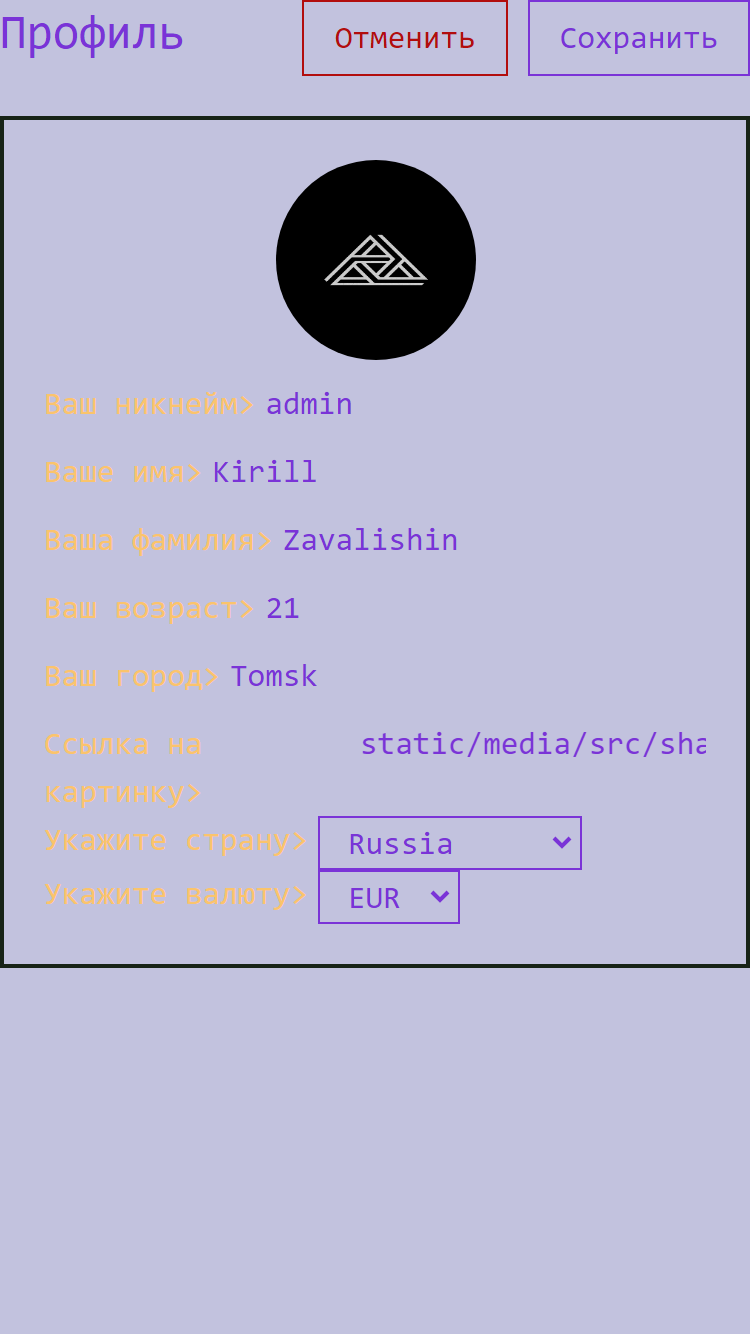 Профиль Отменить Сохранить
Ваш никнейм> admin
Ваше имя> Kirill
Ваша фамилия> Zavalishin
Ваш возраст> 21
Ваш город> Tomsk
Ссылка на static/media/src/sha
картинку>
Укажите страну> Russia
Укажите валюту> EUR